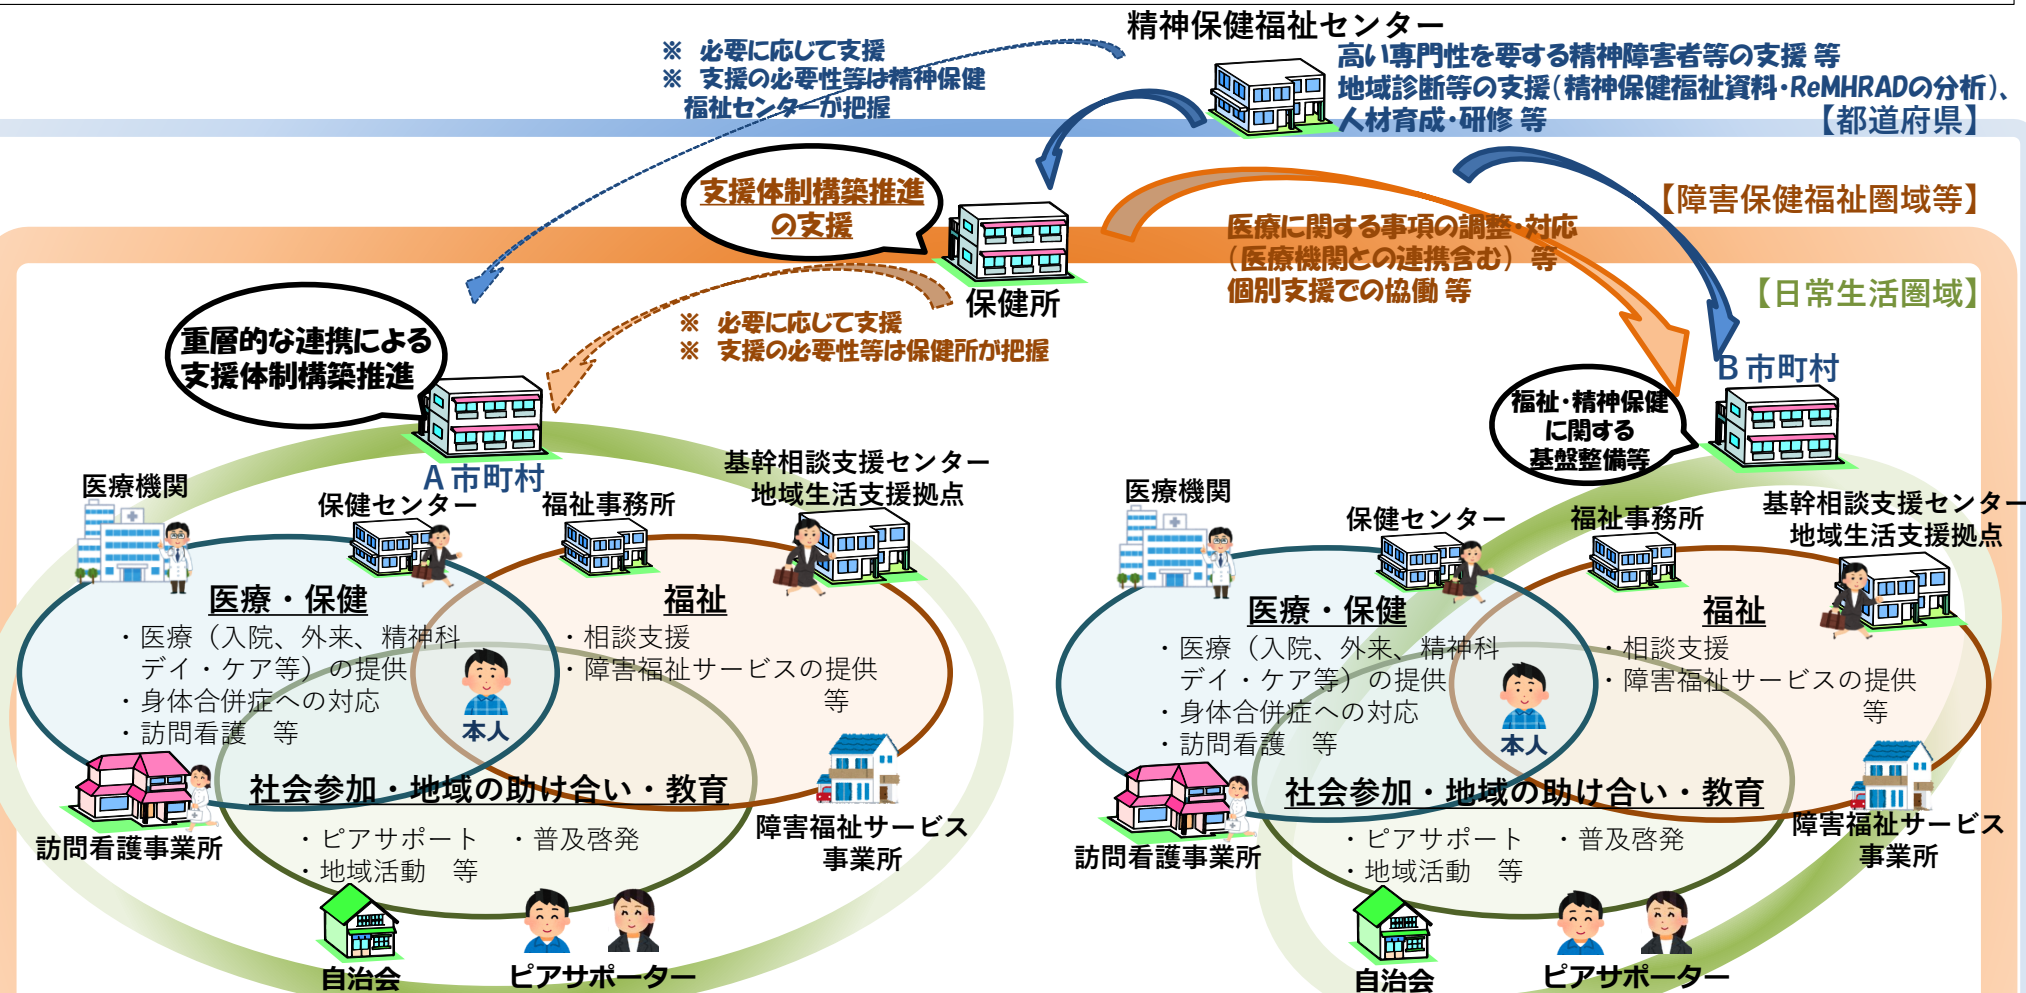 精神保健福祉センター
※　必要に応じて支援
※　支援の必要性等は精神保健
福祉センターが把握
高い専門性を要する精神障害者等の支援 等
地域診断等の支援（精神保健福祉資料・ReMHRADの分析）、
人材育成・研修 等
【都道府県】
支援体制構築推進
の支援
【障害保健福祉圏域等】
医療に関する事項の調整・対応
（医療機関との連携含む） 等
個別支援での協働 等
保健所
【日常生活圏域】
※　必要に応じて支援
※　支援の必要性等は保健所が把握
重層的な連携による
支援体制構築推進
A市町村
医療機関
保健センター
福祉事務所
基幹相談支援センター
地域生活支援拠点
医療・保健
・医療（入院、外来、精神科
デイ・ケア等）の提供
・身体合併症への対応
・訪問看護　等
福祉
・相談支援
・障害福祉サービスの提供
等
本人
社会参加・地域の助け合い・教育
・ピアサポート　・普及啓発
・地域活動　等
訪問看護事業所
障害福祉サービス
事業所
自治会
ピアサポーター
B市町村
福祉・精神保健
に関する
基盤整備等
医療機関
保健センター
福祉事務所
基幹相談支援センター
地域生活支援拠点
医療・保健
・医療（入院、外来、精神科
デイ・ケア等）の提供
・身体合併症への対応
・訪問看護　等
福祉
・相談支援
・障害福祉サービスの提供
等
本人
社会参加・地域の助け合い・教育
・ピアサポート　・普及啓発
・地域活動　等
訪問看護事業所
障害福祉サービス
事業所
自治会
ピアサポーター